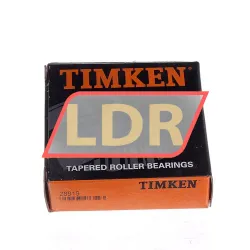 TIMKEN
LDR
TAPERED ROLLER BEARINGS
TIMKEN